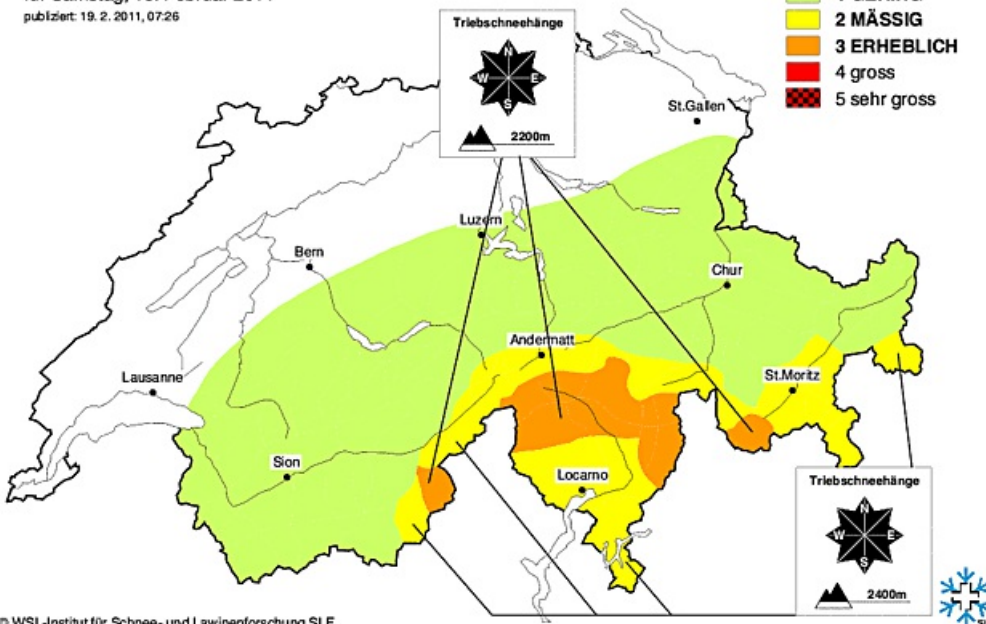 publiziert: 19. 2. 2011, 07:26
2 MÄSSIG
3 ERHEBLICH
4 gross
5 sehr gross
Triebschneehänge
N
W E
S
2200m
St.Gallen
Luzern
Bern
Chur
Andermatt
Lausanne
St.Moritz
Sion
Locarno
Triebschneehänge
N
W E
S
2400m
© WSL-Institut für Schnee- und Lawinenforschung SLF